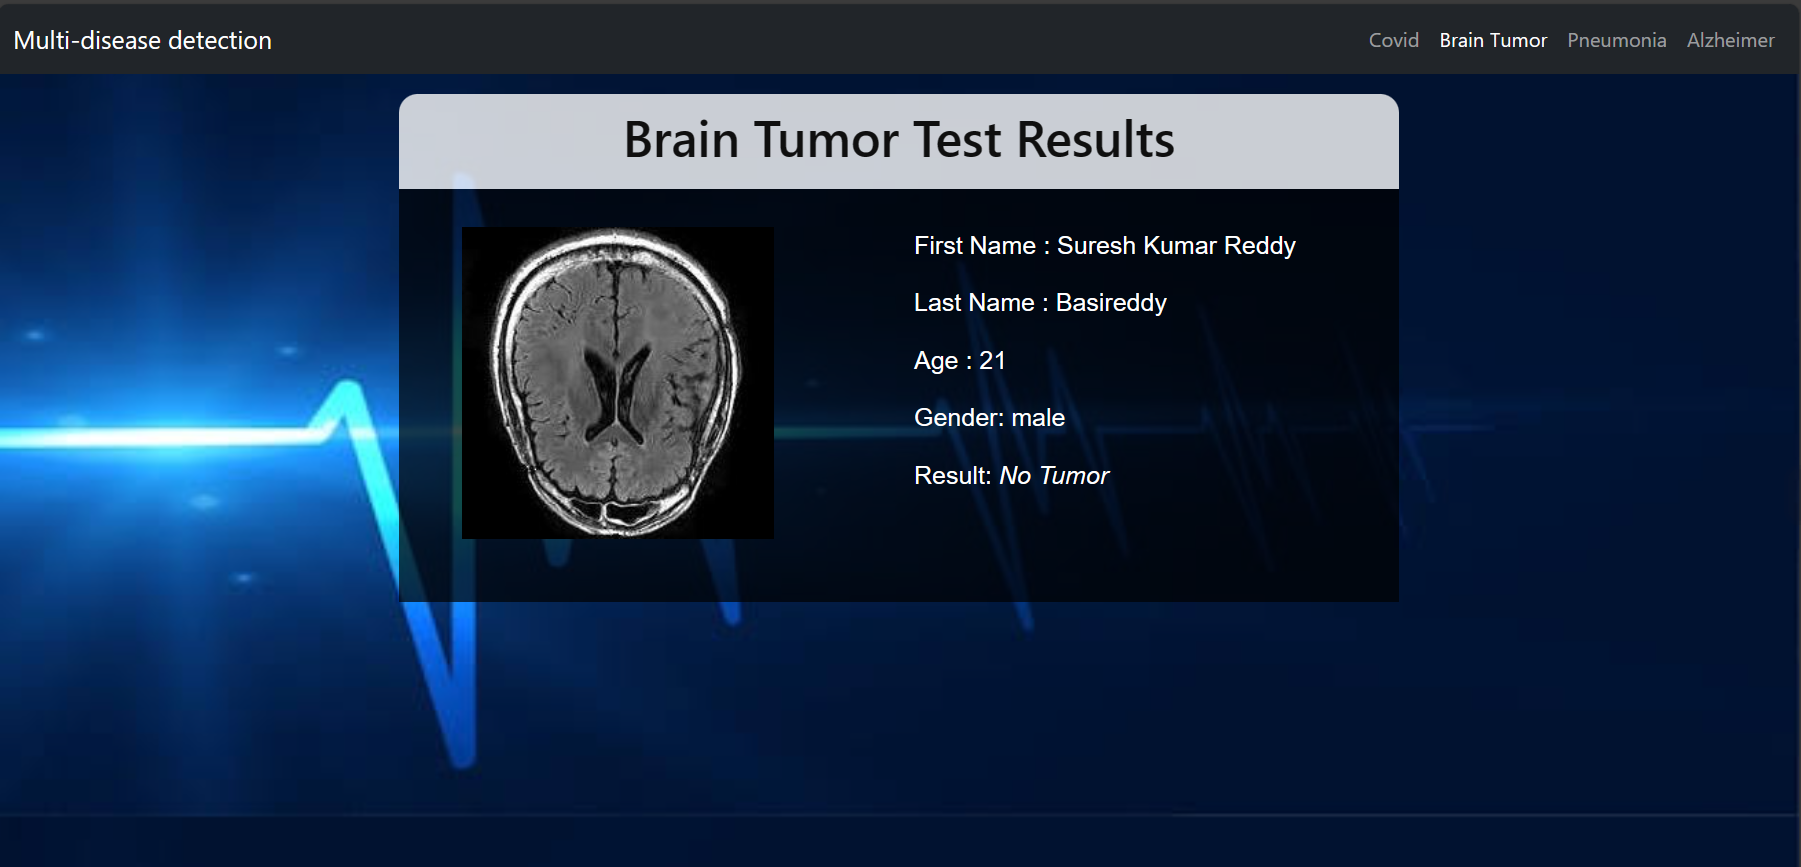 Multi-disease detection
Covid Brain Tumor Pneumonia Alzheimer
Brain Tumor Test Results
First Name : Suresh Kumar Reddy
Last Name : Basireddy
Age : 21
Gender: male
Result: No Tumor